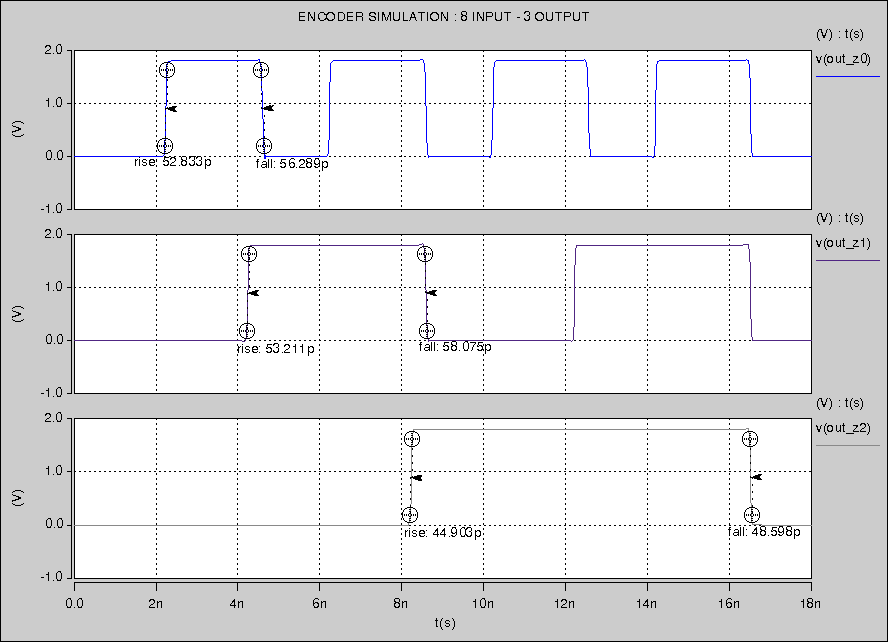 ENCODER SIMULATION : 8 INPUT - 3 OUTPUT
(V) : t(s)
v(out_z0)
2.0
1.0
0.0
-1.0
(V)
rise: 52.833p
fall: 56.289p
(V) : t(s)
v(out_z1)
2.0
1.0
0.0
-1.0
(V)
rise: 53.211p
fall: 58.075p
(V) : t(s)
v(out_z2)
2.0
1.0
0.0
-1.0
(V)
rise: 44.903p
fall: 48.598p
0.0 2n 4n 6n 8n 10n 12n 14n 16n 18n
t(s)